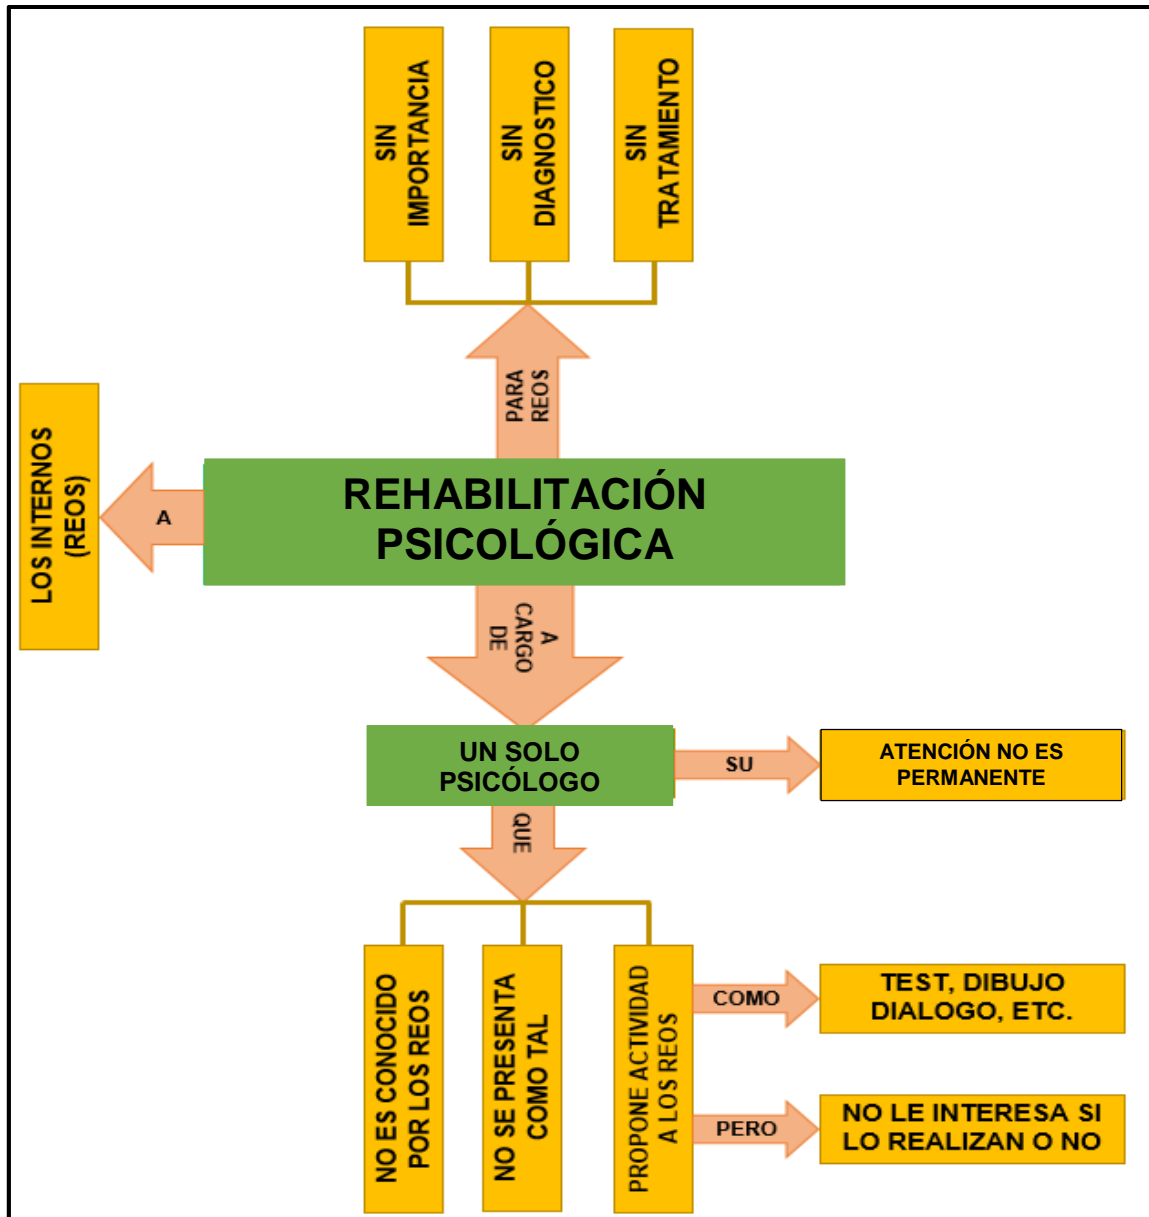 SIN
IMPORTANCIA
SIN
DIAGNOSTICO
SIN
TRATAMIENTO
PARA
REOS
LOS INTERNOS
(REOS)
A
REHABILITACIÓN
PSICOLÓGICA
A
CARGO
DE
UN SOLO
PSICÓLOGO
SU
ATENCIÓN NO ES
PERMANENTE
QUE
NO ES CONOCIDO
POR LOS REOS
NO SE PRESENTA
COMO TAL
PROPONE ACTIVIDAD
A LOS REOS
COMO
TEST, DIBUJO
DIALOGO, ETC.
PERO
NO LE INTERESA SI
LO REALIZAN O NO